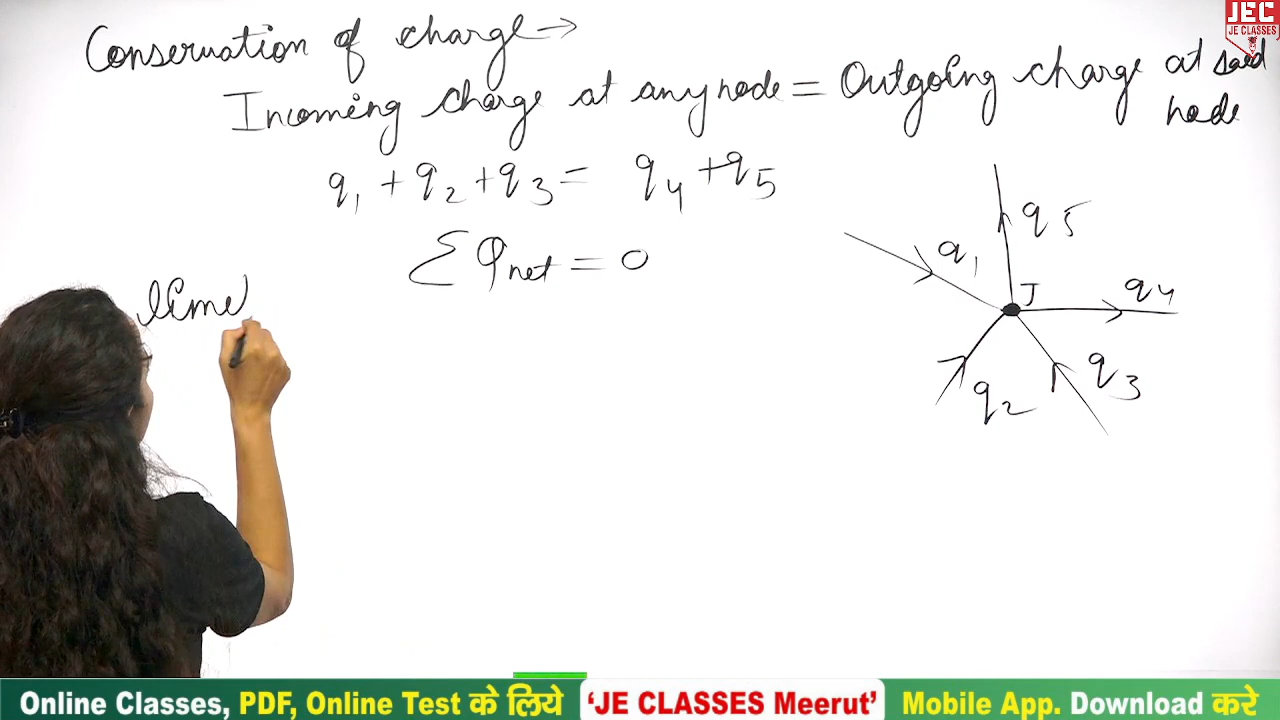 JEC
JE CLASSES
Conservation of charge →
Incoming charge at any node = Outgoing charge at said node
q1 + q2 + q3 = q4 + q5
Σ φnet = 0
q5
q1
J
q4
q3
q2
Online Classes, PDF, Online Test के लिये 'JE CLASSES Meerut' Mobile App. Download करे